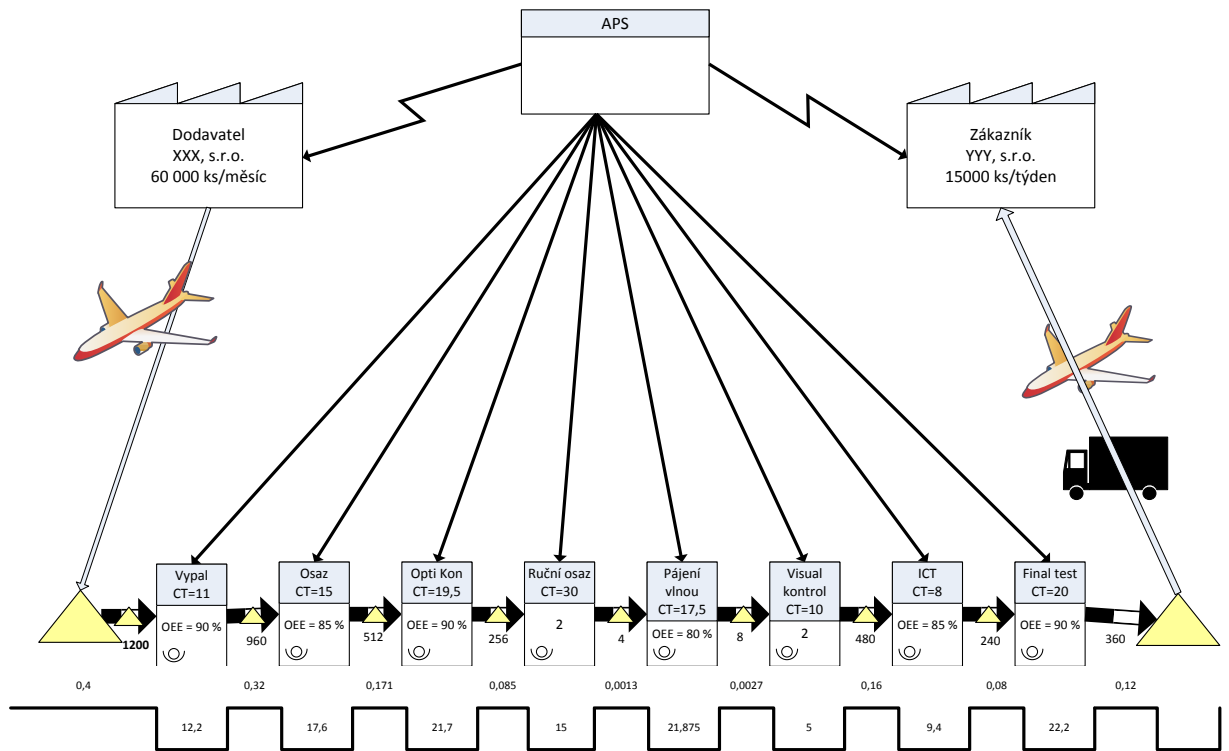 APS
Dodavatel
XXX, s.r.o.
60 000 ks/měsíc
Zákazník
YYY, s.r.o.
15000 ks/týden
Vypal
CT=11
OEE = 90 %
Osaz
CT=15
OEE = 85 %
Opti Kon
CT=19,5
OEE = 90 %
Ruční osaz
CT=30
2
Pájení
vlnou
CT=17,5
OEE = 80 %
Visual
kontrol
CT=10
2
ICT
CT=8
OEE = 85 %
Final test
CT=20
OEE = 90 %
1200
960
512
256
4
8
480
240
360
0,4
0,32
0,171
0,085
0,0013
0,0027
0,16
0,08
0,12
12,2
17,6
21,7
15
21,875
5
9,4
22,2